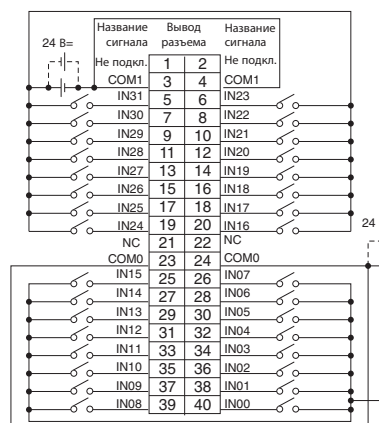 Название сигнала Вывод разъема Название сигнала
24 В=
Не подкл. 1 2 Не подкл.
COM1 3 4 COM1
IN31 5 6 IN23
IN30 7 8 IN22
IN29 9 10 IN21
IN28 11 12 IN20
IN27 13 14 IN19
IN26 15 16 IN18
IN25 17 18 IN17
IN24 19 20 IN16
24
NC 21 22 NC
COM0 23 24 COM0
IN15 25 26 IN07
IN14 27 28 IN06
IN13 29 30 IN05
IN12 31 32 IN04
IN11 33 34 IN03
IN10 35 36 IN02
IN09 37 38 IN01
IN08 39 40 IN00